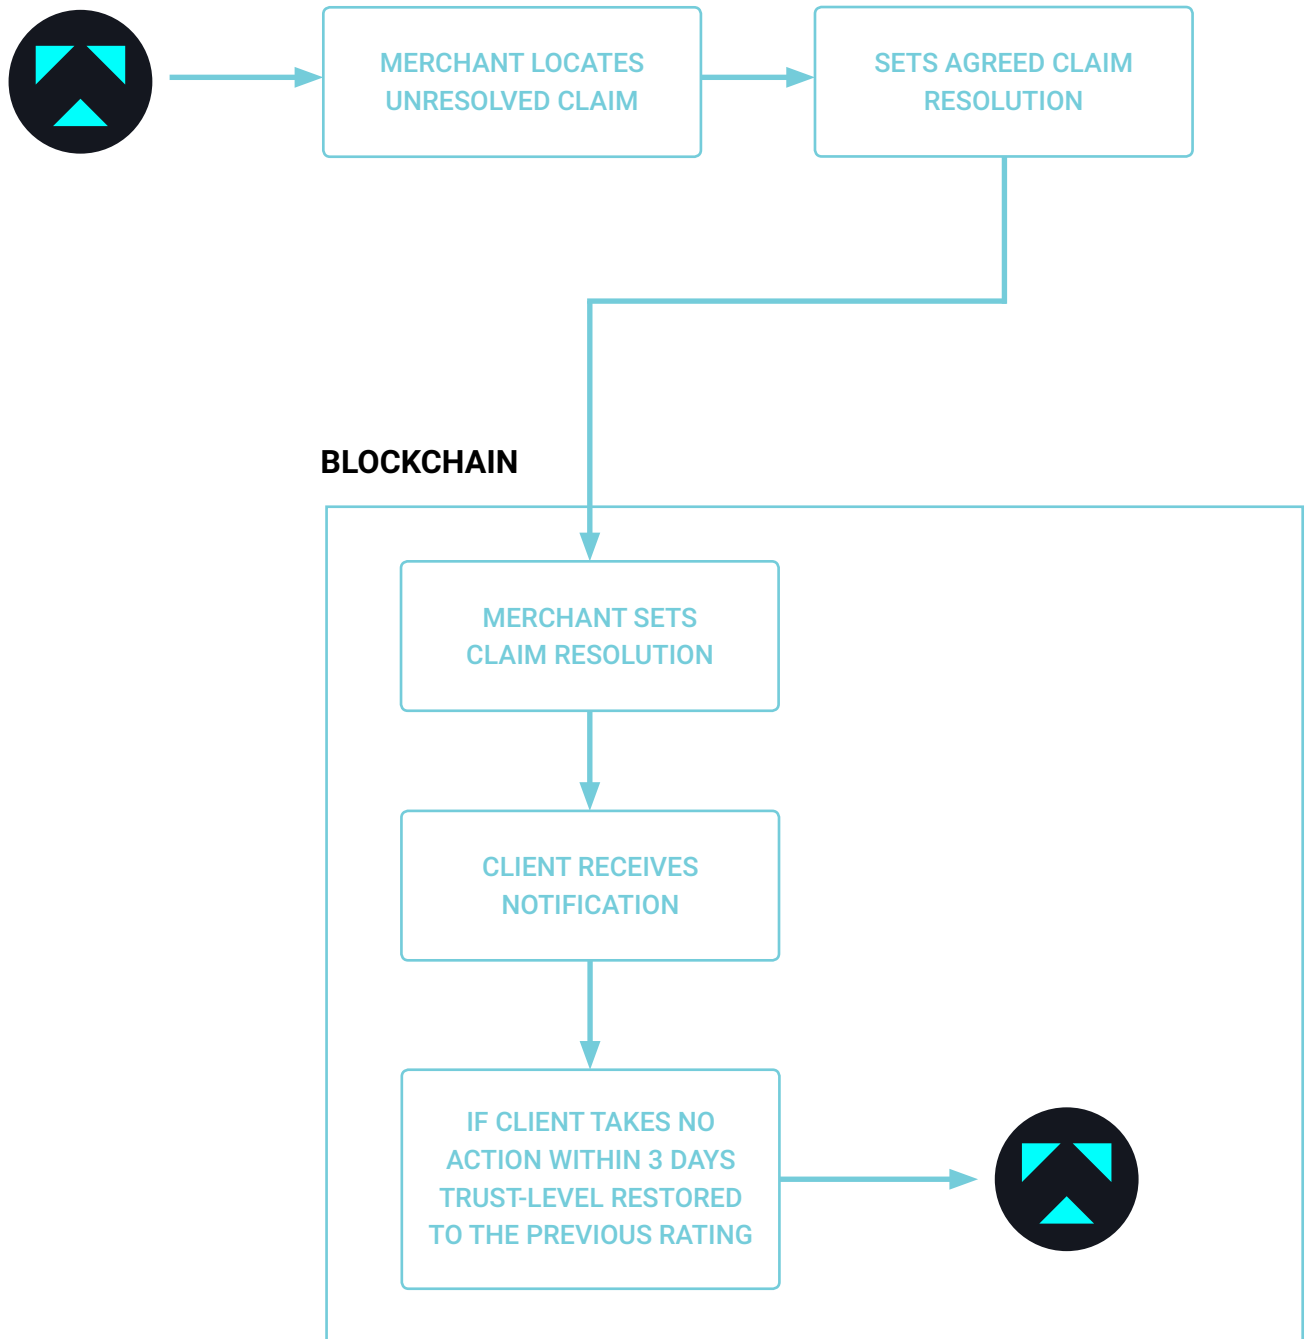 MERCHANT LOCATES
UNRESOLVED CLAIM
SETS AGREED CLAIM
RESOLUTION
BLOCKCHAIN
MERCHANT SETS
CLAIM RESOLUTION
CLIENT RECEIVES
NOTIFICATION
IF CLIENT TAKES NO
ACTION WITHIN 3 DAYS
TRUST-LEVEL RESTORED
TO THE PREVIOUS RATING